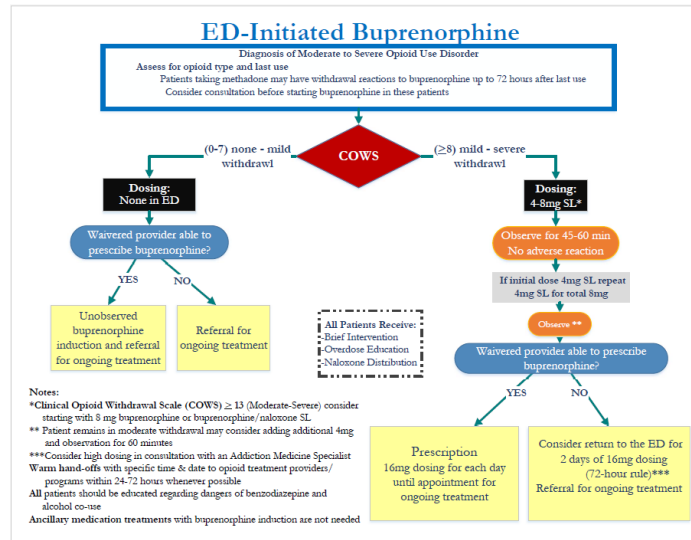 ED-Initiated Buprenorphine
Diagnosis of Moderate to Severe Opioid Use Disorder
Assess for opioid type and last use
Patients taking methadone may have withdrawal reactions to buprenorphine up to 72 hours after last use
Consider consultation before starting buprenorphine in these patients
(0-7) none - mild
withdrawl
COWS
(≥8) mild - severe
withdrawl
Dosing:
None in ED
Dosing:
4-8mg SL*
Waivered provider able to
prescribe buprenorphine?
Observe for 45-60 min
No adverse reaction
YES
NO
If initial dose 4mg SL repeat
4mg SL for total 8mg
Unobserved
buprenorphine
induction and referral
for ongoing treatment
Referral for
ongoing treatment
All Patients Receive:
-Brief Intervention
-Overdose Education
-Naloxone Distribution
Observe **
Waivered provider able to prescribe
buprenorphine?
YES
NO
Notes:
*Clinical Opioid Withdrawal Scale (COWS) ≥ 13 (Moderate-Severe) consider
starting with 8 mg buprenorphine or buprenorphine/naloxone SL
** Patient remains in moderate withdrawal may consider adding additional 4mg
and observation for 60 minutes
***Consider high dosing in consultation with an Addiction Medicine Specialist
Warm hand-offs with specific time & date to opioid treatment providers/
programs within 24-72 hours whenever possible
All patients should be educated regarding dangers of benzodiazepine and
alcohol co-use
Ancillary medication treatments with buprenorphine induction are not needed
Prescription
16mg dosing for each day
until appointment for
ongoing treatment
Consider return to the ED for
2 days of 16mg dosing
(72-hour rule)***
Referral for ongoing treatment